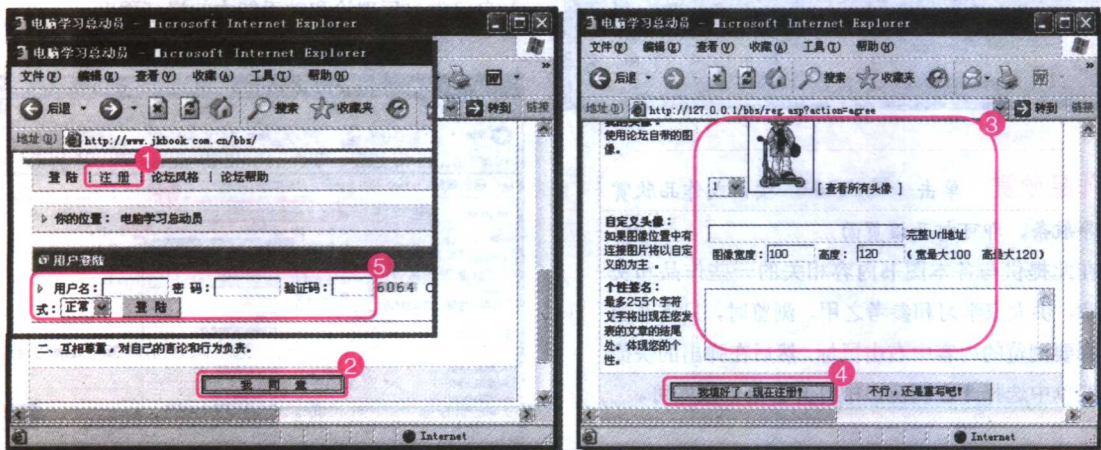 电脑学习总动员 - Microsoft Internet Explorer
电脑学习总动员 - Microsoft Internet Explorer
文件(F) 编辑(E) 查看(V) 收藏(A) 工具(T) 帮助(H)
后退 搜索 收藏夹 转到 链接
地址(D) http://www.jkbook.com.cn/bbs/
1
登 陆 | 注 册 | 论坛风格 | 论坛帮助
你的位置: 电脑学习总动员
用户登陆
5
用户名: 密 码: 验证码: 6064
式: 正常 登 陆
二、互相尊重,对自己的言论和行为负责。
2
我 同 意
Internet
电脑学习总动员 - Microsoft Internet Explorer
文件(F) 编辑(E) 查看(V) 收藏(A) 工具(T) 帮助(H)
后退 搜索 收藏夹
地址(D) http://127.0.0.1/bbs/reg.asp?action=agree 转到 链接
3
使用论坛自带的图
像。
[ 查看所有头像 ]
自定义头像:
如果图像位置中有
连接图片将以自定
义的为主.
完整Url地址
图像宽度: 100 高度: 120 (宽最大100 高最大120)
个性签名:
最多255个字符
文字将出现在您发
表的文章的结尾
处。体现您的个
性。
4
我填好了,现在注册? 不行,还是重写吧?
Internet